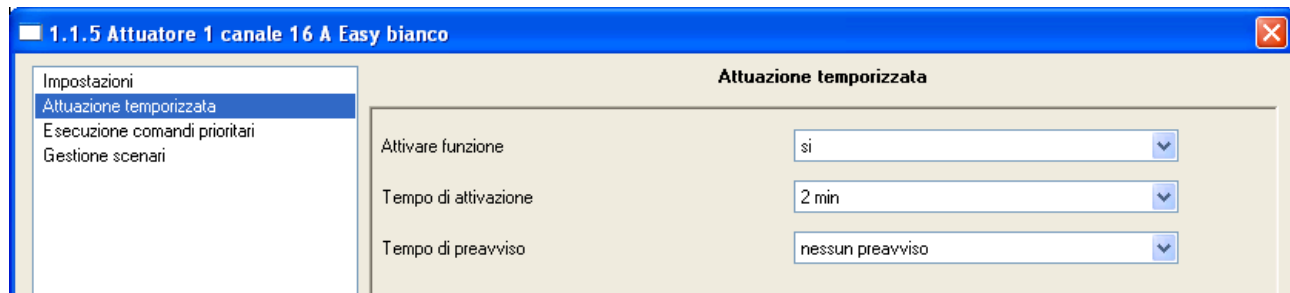 1.1.5 Attuatore 1 canale 16 A Easy bianco
Impostazioni
Attuazione temporizzata
Esecuzione comandi prioritari
Gestione scenari
Attuazione temporizzata
Attivare funzione si
Tempo di attivazione 2 min
Tempo di preavviso nessun preavviso